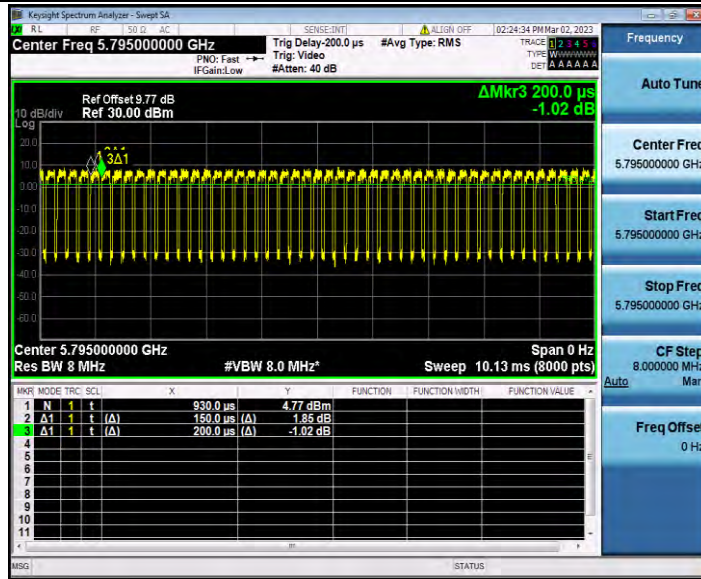 Keysight Spectrum Analyzer - Swept SA
RL RF 50 Ω AC SENSE:INT ALIGN OFF 02:24:34 PM Mar 02, 2023
Center Freq 5.795000000 GHz
Trig Delay-200.0 µs #Avg Type: RMS
TRACE 1 2 3 4 5 6
PNO: Fast Trig: Video
TYPE W
IFGain:Low #Atten: 40 dB
DET A A A A A A
Frequency
Auto Tune
Center Freq
5.795000000 GHz
Start Freq
5.795000000 GHz
Stop Freq
5.795000000 GHz
CF Step
8.000000 MHz
Auto Man
Freq Offset
0 Hz
ΔMkr3 200.0 µs
-1.02 dB
Ref Offset 9.77 dB
10 dB/div Ref 30.00 dBm
Log
20.0
10.0
0.00
-10.0
-20.0
-30.0
-40.0
-50.0
-60.0
3Δ1
Center 5.795000000 GHz Span 0 Hz
Res BW 8 MHz #VBW 8.0 MHz* Sweep 10.13 ms (8000 pts)
MKR MODE TRC SCL X Y FUNCTION FUNCTION WIDTH FUNCTION VALUE
1 N 1 t 930.0 µs 4.77 dBm
2 Δ1 1 t (Δ) 150.0 µs (Δ) 1.85 dB
3 Δ1 1 t (Δ) 200.0 µs (Δ) -1.02 dB
4
5
6
7
8
9
10
11
MSG STATUS